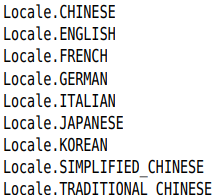 Locale.CHINESE
Locale.ENGLISH
Locale.FRENCH
Locale.GERMAN
Locale.ITALIAN
Locale.JAPANESE
Locale.KOREAN
Locale.SIMPLIFIED_CHINESE
Locale.TRADITIONAL_CHINESE